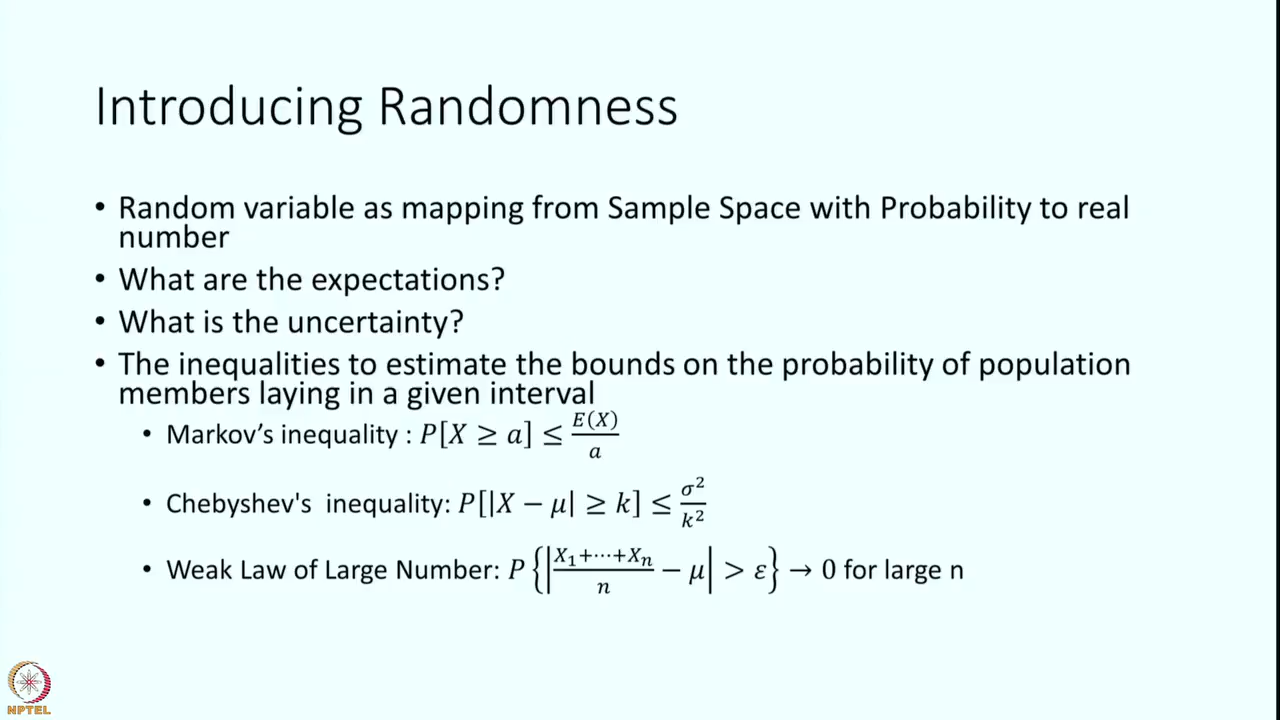 Introducing Randomness
• Random variable as mapping from Sample Space with Probability to real
number
• What are the expectations?
• What is the uncertainty?
• The inequalities to estimate the bounds on the probability of population
members laying in a given interval
• Markov’s inequality : P[X ≥ a] ≤ E(X)/a
• Chebyshev's inequality: P[|X − μ| ≥ k] ≤ σ²/k²
• Weak Law of Large Number: P{|X₁+⋯+Xₙ/n − μ| > ε} → 0 for large n
NPTEL